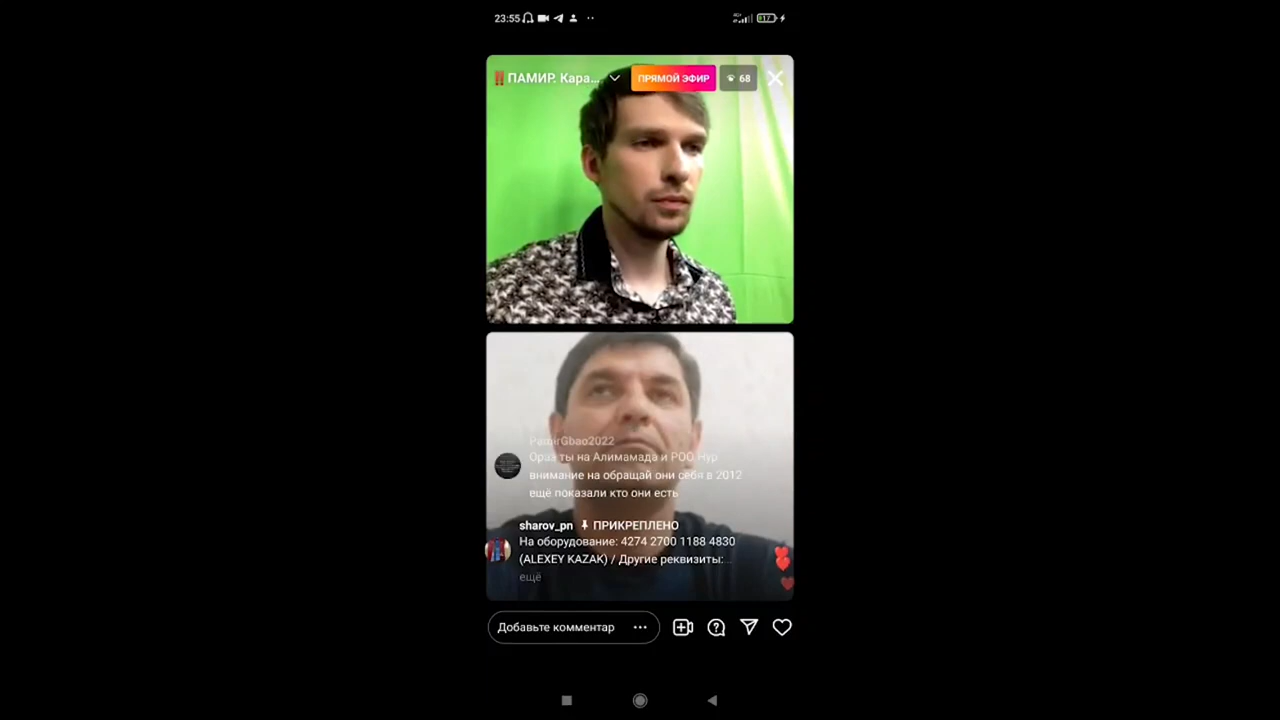 23:55
817
‼️ПАМИР. Кара...
ПРЯМОЙ ЭФИР
68
PamirGbao2022
Ораз ты на Алимамада и РОО Нур
внимание на обращай они себя в 2012
ещё показали кто они есть
sharov_pn ПРИКРЕПЛЕНО
На оборудование: 4274 2700 1188 4830
(ALEXEY KAZAK) / Другие реквизиты:...
ещё
Добавьте комментар